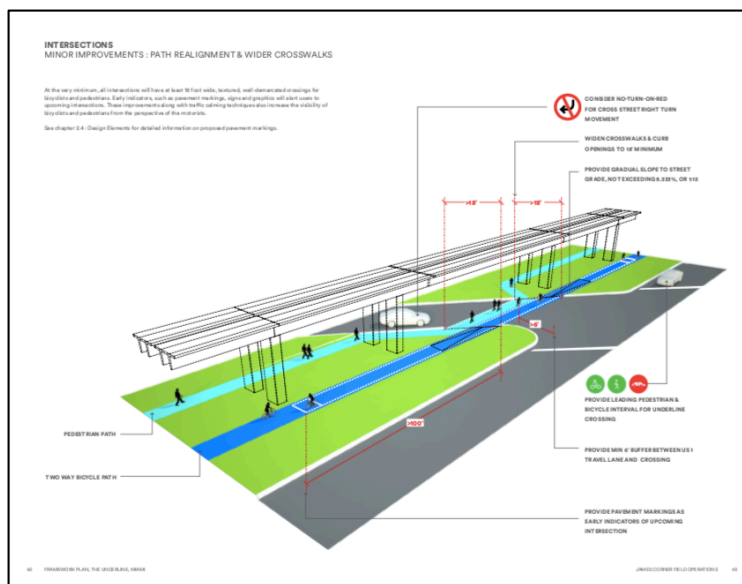 INTERSECTIONS
MINOR IMPROVEMENTS : PATH REALIGNMENT & WIDER CROSSWALKS
At the very minimum, all intersections will have at least 18 foot wide, textured, well-demarcated crossings for
bicyclists and pedestrians. Early indicators, such as pavement markings, signs and graphics will alert users to
upcoming intersections. These improvements along with traffic calming techniques also increase the visibility of
bicyclists and pedestrians from the perspective of the motorists.
See chapter 2.4: Design Elements for detailed information on proposed pavement markings.
CONSIDER NO-TURN-ON-RED
FOR CROSS STREET RIGHT TURN
MOVEMENT
WIDEN CROSSWALKS & CURB
OPENINGS TO 18' MINIMUM
PROVIDE GRADUAL SLOPE TO STREET
GRADE, NOT EXCEEDING 8.333%, OR 1:12
>18'
>18'
>6'
>100'
PROVIDE LEADING PEDESTRIAN &
BICYCLE INTERVAL FOR UNDERLINE
CROSSING
PEDESTRIAN PATH
PROVIDE MIN 6' BUFFER BETWEEN US 1
TRAVEL LANE AND CROSSING
TWO WAY BICYCLE PATH
PROVIDE PAVEMENT MARKINGS AS
EARLY INDICATORS OF UPCOMING
INTERSECTION
FRAMEWORK PLAN, THE UNDERLINE, MIAMI
JAMES CORNER FIELD OPERATIONS